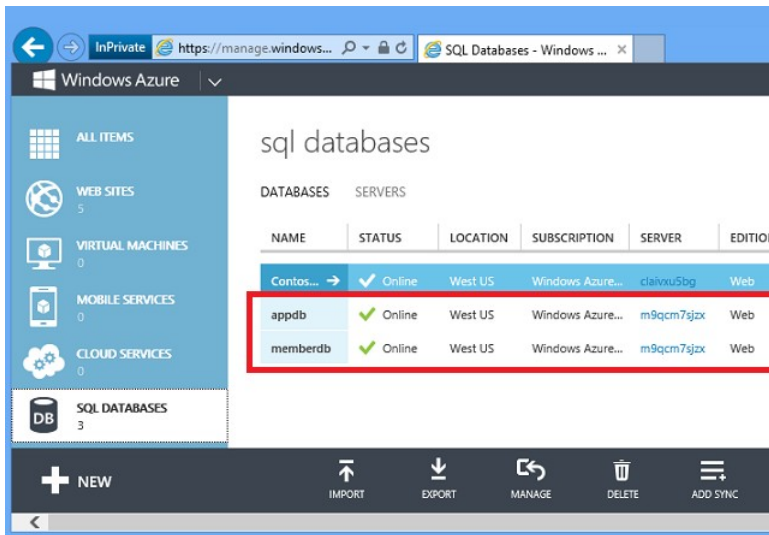 InPrivate https://manage.windows... SQL Databases - Windows ...
Windows Azure
ALL ITEMS
WEB SITES
5
VIRTUAL MACHINES
0
MOBILE SERVICES
0
CLOUD SERVICES
0
DB
SQL DATABASES
3
sql databases
DATABASES SERVERS
NAME STATUS LOCATION SUBSCRIPTION SERVER EDITIO
Contos... Online West US Windows Azure... claivxu5bg Web
appdb Online West US Windows Azure... m9qcm7sjzx Web
memberdb Online West US Windows Azure... m9qcm7sjzx Web
NEW
IMPORT EXPORT MANAGE DELETE ADD SYNC